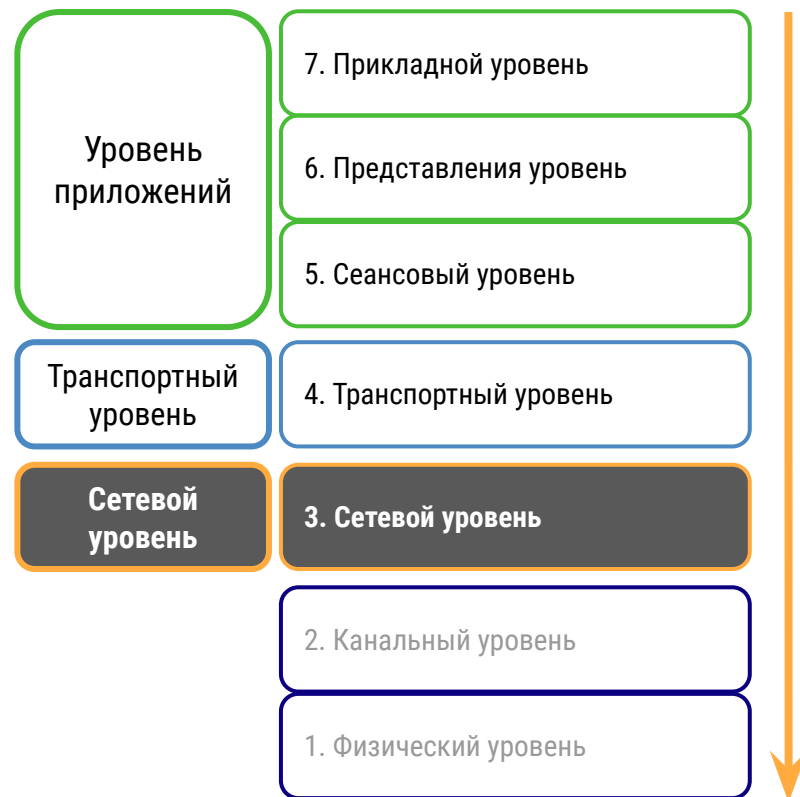 Уровень
приложений
7. Прикладной уровень
6. Представления уровень
5. Сеансовый уровень
Транспортный
уровень
4. Транспортный уровень
Сетевой
уровень
3. Сетевой уровень
2. Канальный уровень
1. Физический уровень